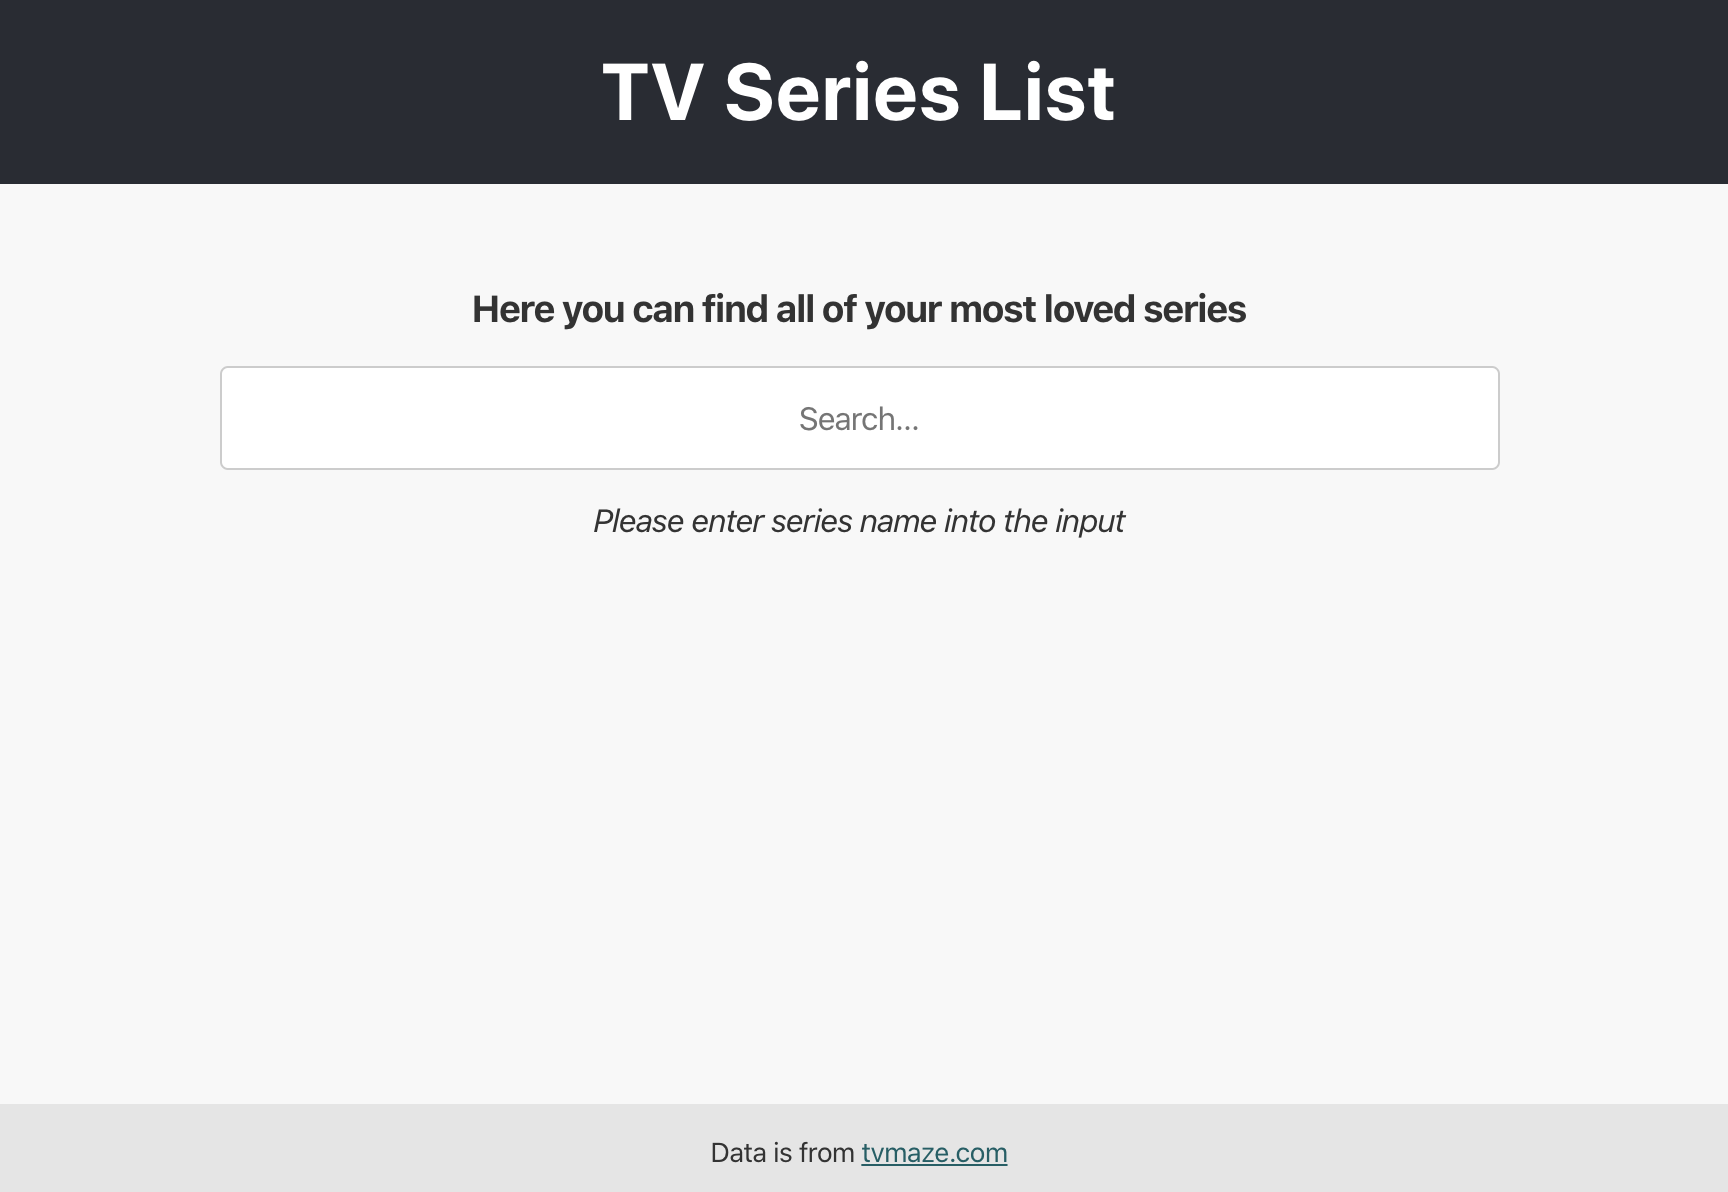 TV Series List
Here you can find all of your most loved series
Search...
Please enter series name into the input
Data is from tvmaze.com